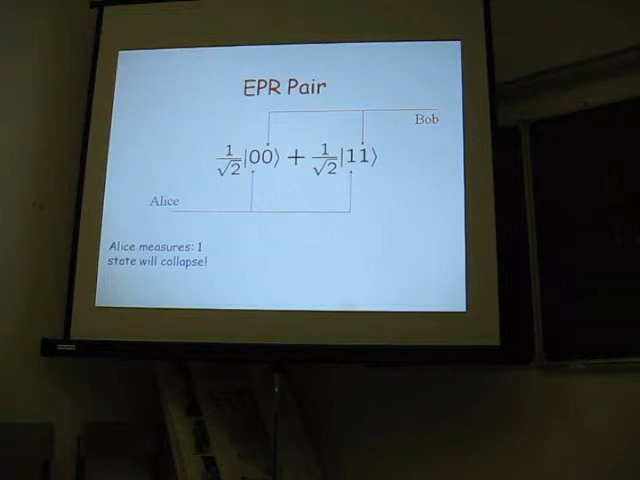 EPR Pair
Bob
1/√2|00⟩ + 1/√2|11⟩
Alice
Alice measures: 1
state will collapse!